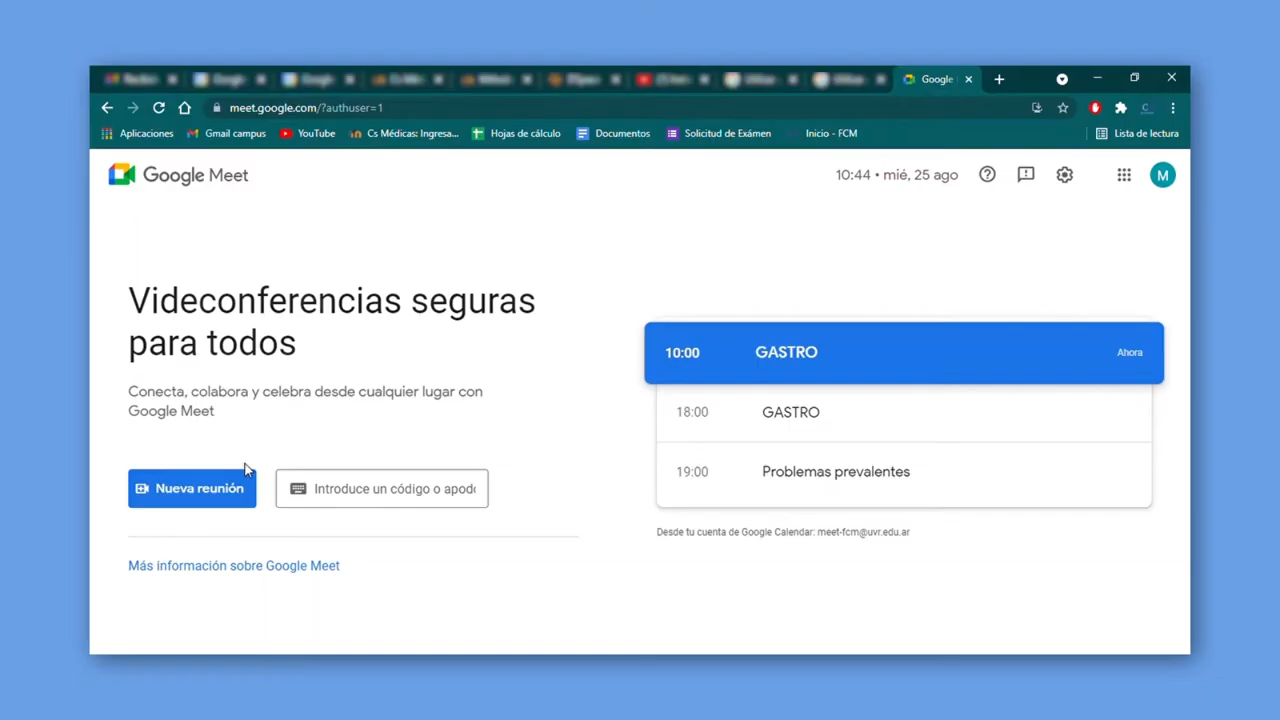 Google
meet.google.com/?authuser=1
Aplicaciones Gmail campus YouTube Cs Médicas: Ingresa... Hojas de cálculo Documentos Solicitud de Exámen Inicio - FCM Lista de lectura
Google Meet 10:44 • mié, 25 ago M
Videconferencias seguras
para todos
Conecta, colabora y celebra desde cualquier lugar con
Google Meet
Nueva reunión Introduce un código o apodo
Más información sobre Google Meet
10:00 GASTRO Ahora
18:00 GASTRO
19:00 Problemas prevalentes
Desde tu cuenta de Google Calendar: meet-fcm@uvr.edu.ar